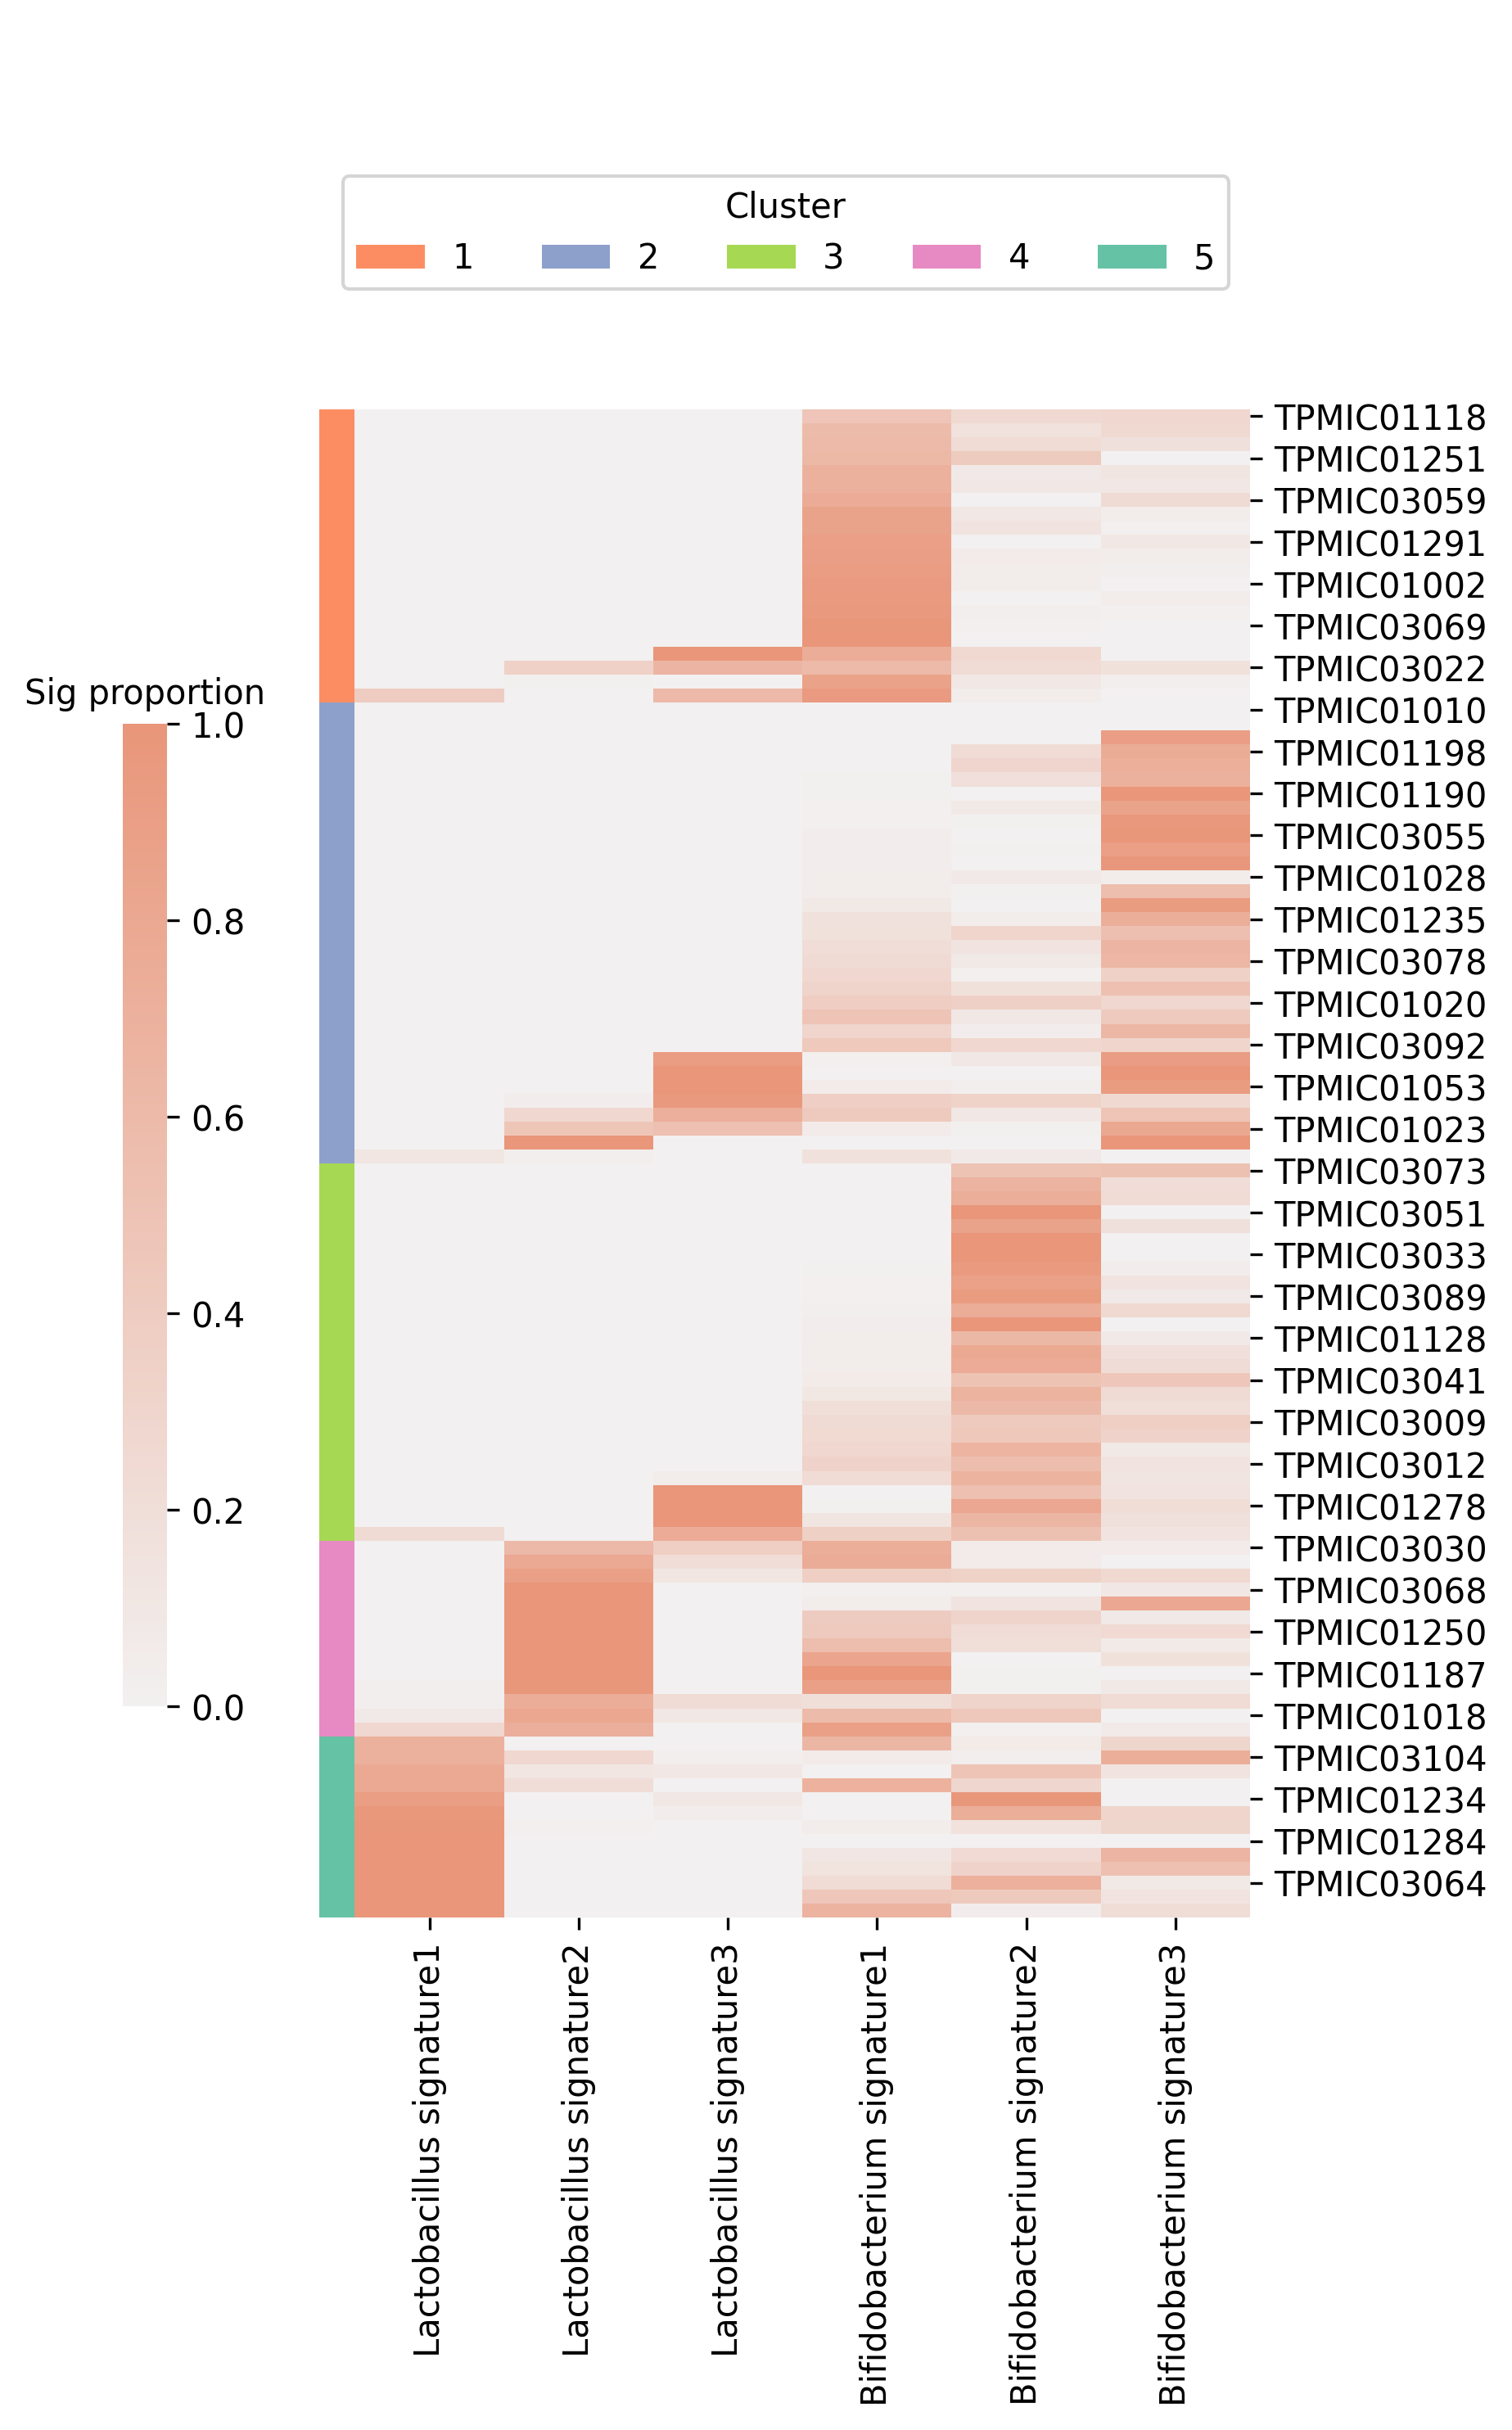 Cluster
1 2 3 4 5
Sig proportion
1.0
0.8
0.6
0.4
0.2
0.0
TPMIC01118
TPMIC01251
TPMIC03059
TPMIC01291
TPMIC01002
TPMIC03069
TPMIC03022
TPMIC01010
TPMIC01198
TPMIC01190
TPMIC03055
TPMIC01028
TPMIC01235
TPMIC03078
TPMIC01020
TPMIC03092
TPMIC01053
TPMIC01023
TPMIC03073
TPMIC03051
TPMIC03033
TPMIC03089
TPMIC01128
TPMIC03041
TPMIC03009
TPMIC03012
TPMIC01278
TPMIC03030
TPMIC03068
TPMIC01250
TPMIC01187
TPMIC01018
TPMIC03104
TPMIC01234
TPMIC01284
TPMIC03064
Lactobacillus signature1
Lactobacillus signature2
Lactobacillus signature3
Bifidobacterium signature1
Bifidobacterium signature2
Bifidobacterium signature3